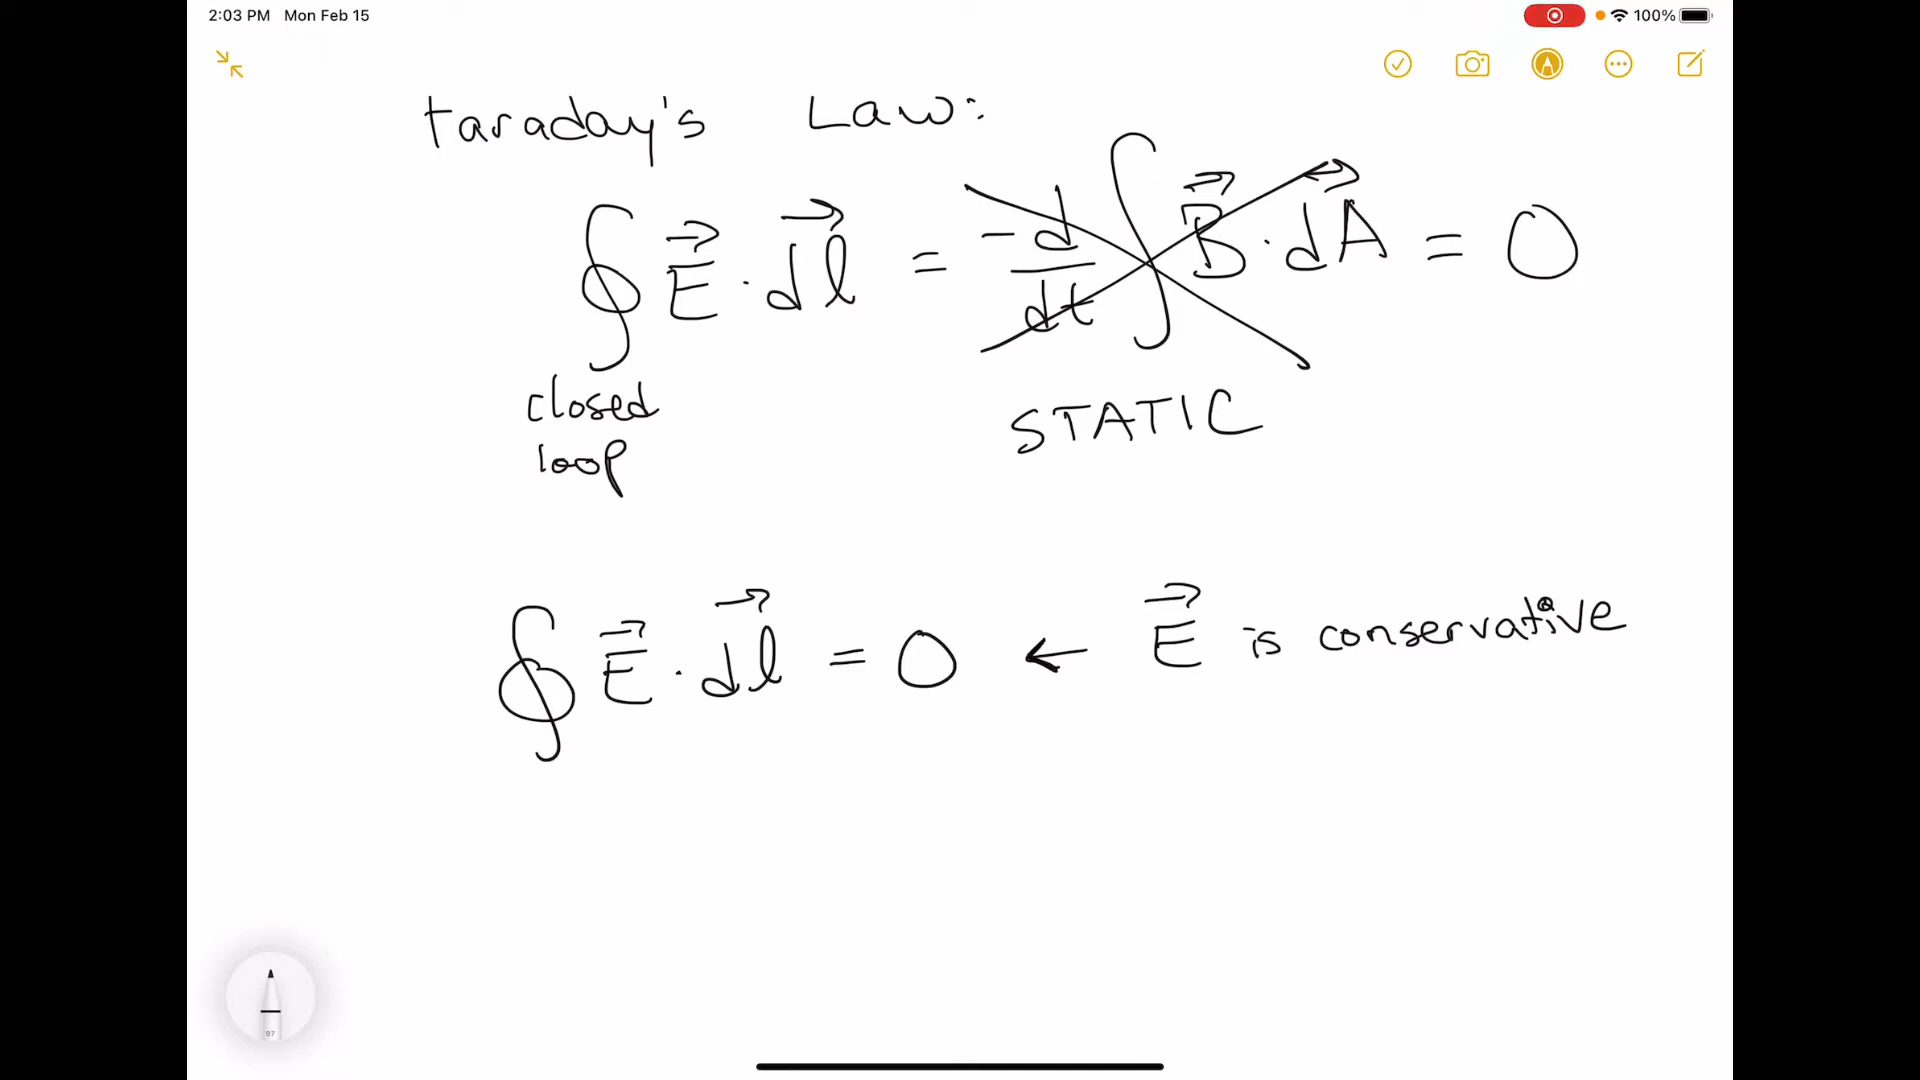 2:03 PM Mon Feb 15
100%
Faraday's Law:
∮ E⃗ · dl⃗ = -d/dt ∫ B⃗ · dA⃗ = 0
closed
loop
STATIC
∮ E⃗ · dl⃗ = 0 ← E⃗ is conservative
97